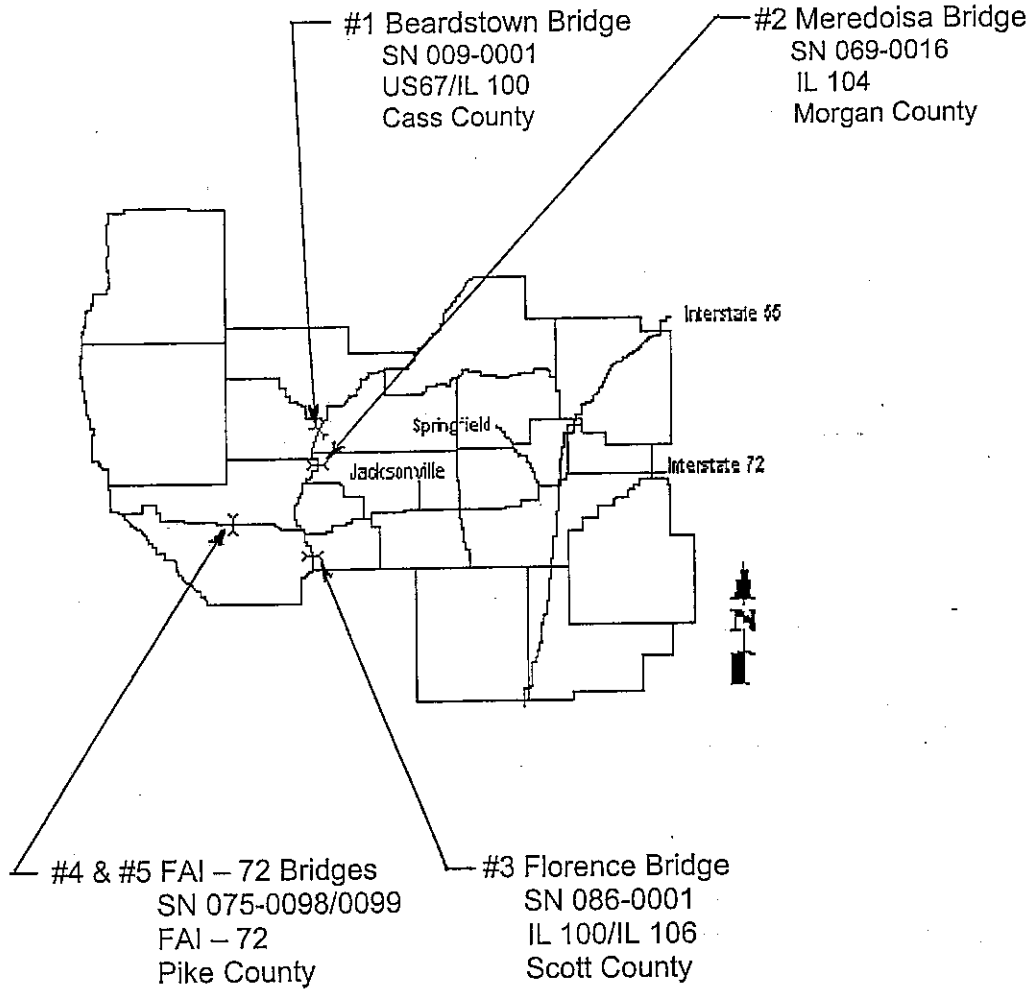 #1 Beardstown Bridge
SN 009-0001
US67/IL 100
Cass County
#2 Meredoisa Bridge
SN 069-0016
IL 104
Morgan County
Interstate 55
Springfield
Jacksonville
Interstate 72
N
#4 & #5 FAI – 72 Bridges
SN 075-0098/0099
FAI – 72
Pike County
#3 Florence Bridge
SN 086-0001
IL 100/IL 106
Scott County